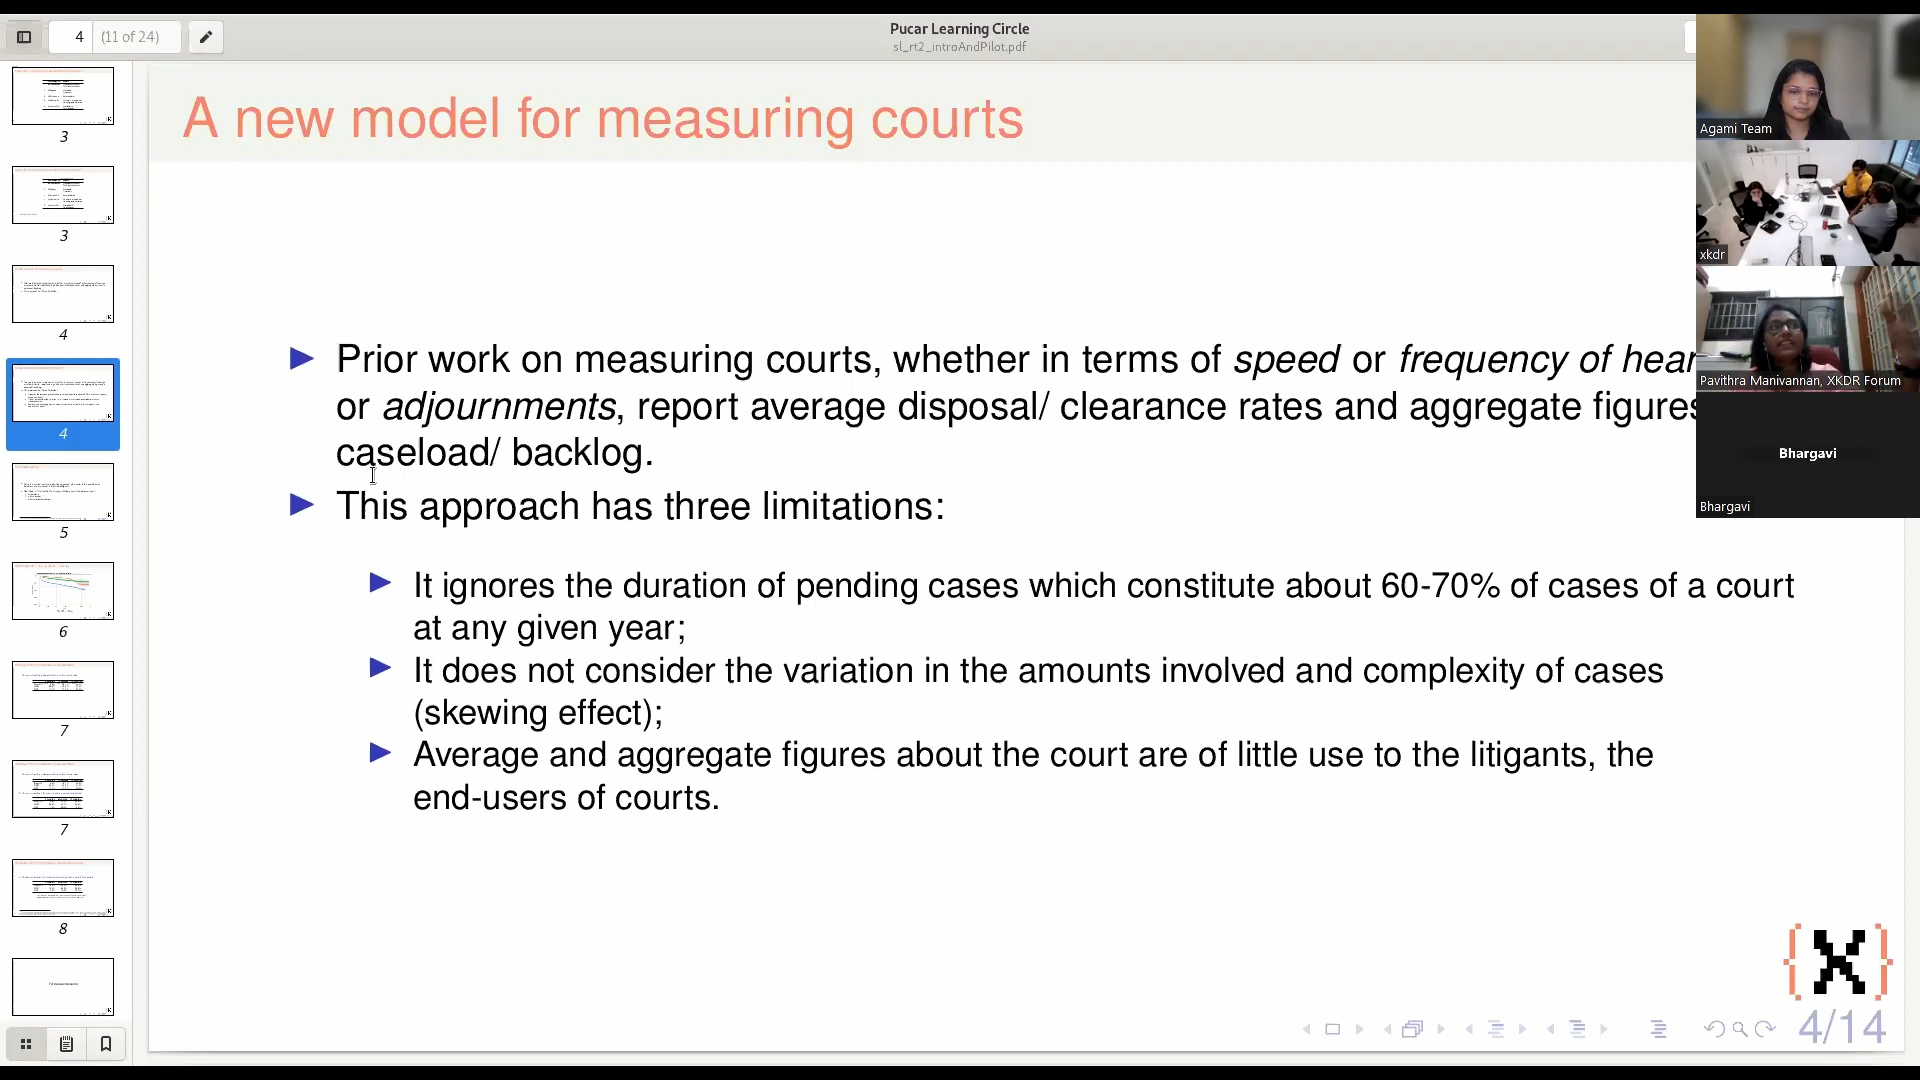 4
(11 of 24)
Pucar Learning Circle
sl_rt2_introAndPilot.pdf
3
3
4
4
5
6
7
7
8
A new model for measuring courts
Prior work on measuring courts, whether in terms of speed or frequency of hear
or adjournments, report average disposal/ clearance rates and aggregate figures
caseload/ backlog.
This approach has three limitations:
It ignores the duration of pending cases which constitute about 60-70% of cases of a court
at any given year;
It does not consider the variation in the amounts involved and complexity of cases
(skewing effect);
Average and aggregate figures about the court are of little use to the litigants, the
end-users of courts.
4/14
Agami Team
xkdr
Pavithra Manivannan, XKDR Forum
Bhargavi
Bhargavi